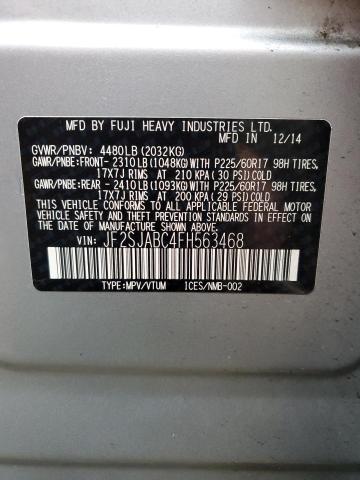 MFD BY FUJI HEAVY INDUSTRIES LTD.
IN 12/14
GVWR/PNBV: 4480LB (2032KG)
GAWR/PNBE:FRONT- 2310LB (1048KG) WITH P225/60R17 98H TIRES,
17X7J RIMS AT 210 KPA (30 PSI) COLD
GAWR/PNBE:REAR - 2410LB (1093KG) WITH P225/60R17 98H TIRES,
17X7J RIMS AT 200 KPA (29 PSI) COLD
THIS VEHICLE CONFORMS TO ALL APPLICABLE FEDERAL MOTOR
VEHICLE SAFETY, BUMPER, AND THEFT PREVENTION STANDARDS IN
EFFECT ON THE DATE OF MANUFACTURE SHOWN ABOVE.
VIN: JF2SJABC4FH563468
TYPE:MPV/VTUM ICES/NMB-002